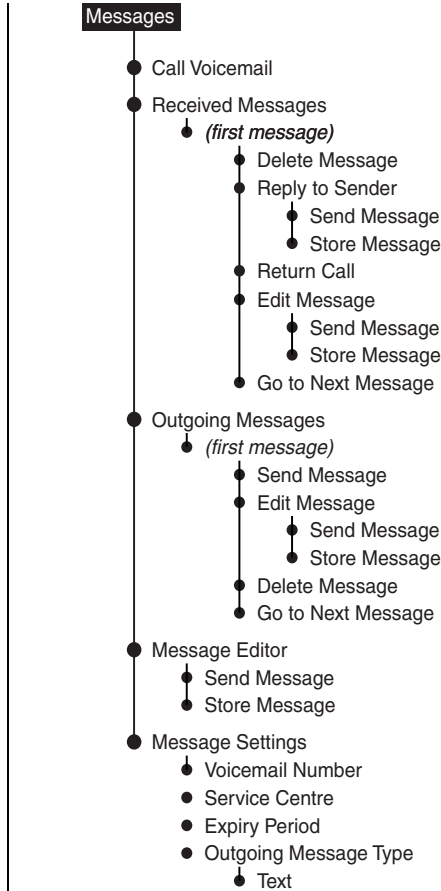 Messages
Call Voicemail
Received Messages
(first message)
Delete Message
Reply to Sender
Send Message
Store Message
Return Call
Edit Message
Send Message
Store Message
Go to Next Message
Outgoing Messages
(first message)
Send Message
Edit Message
Send Message
Store Message
Delete Message
Go to Next Message
Message Editor
Send Message
Store Message
Message Settings
Voicemail Number
Service Centre
Expiry Period
Outgoing Message Type
Text